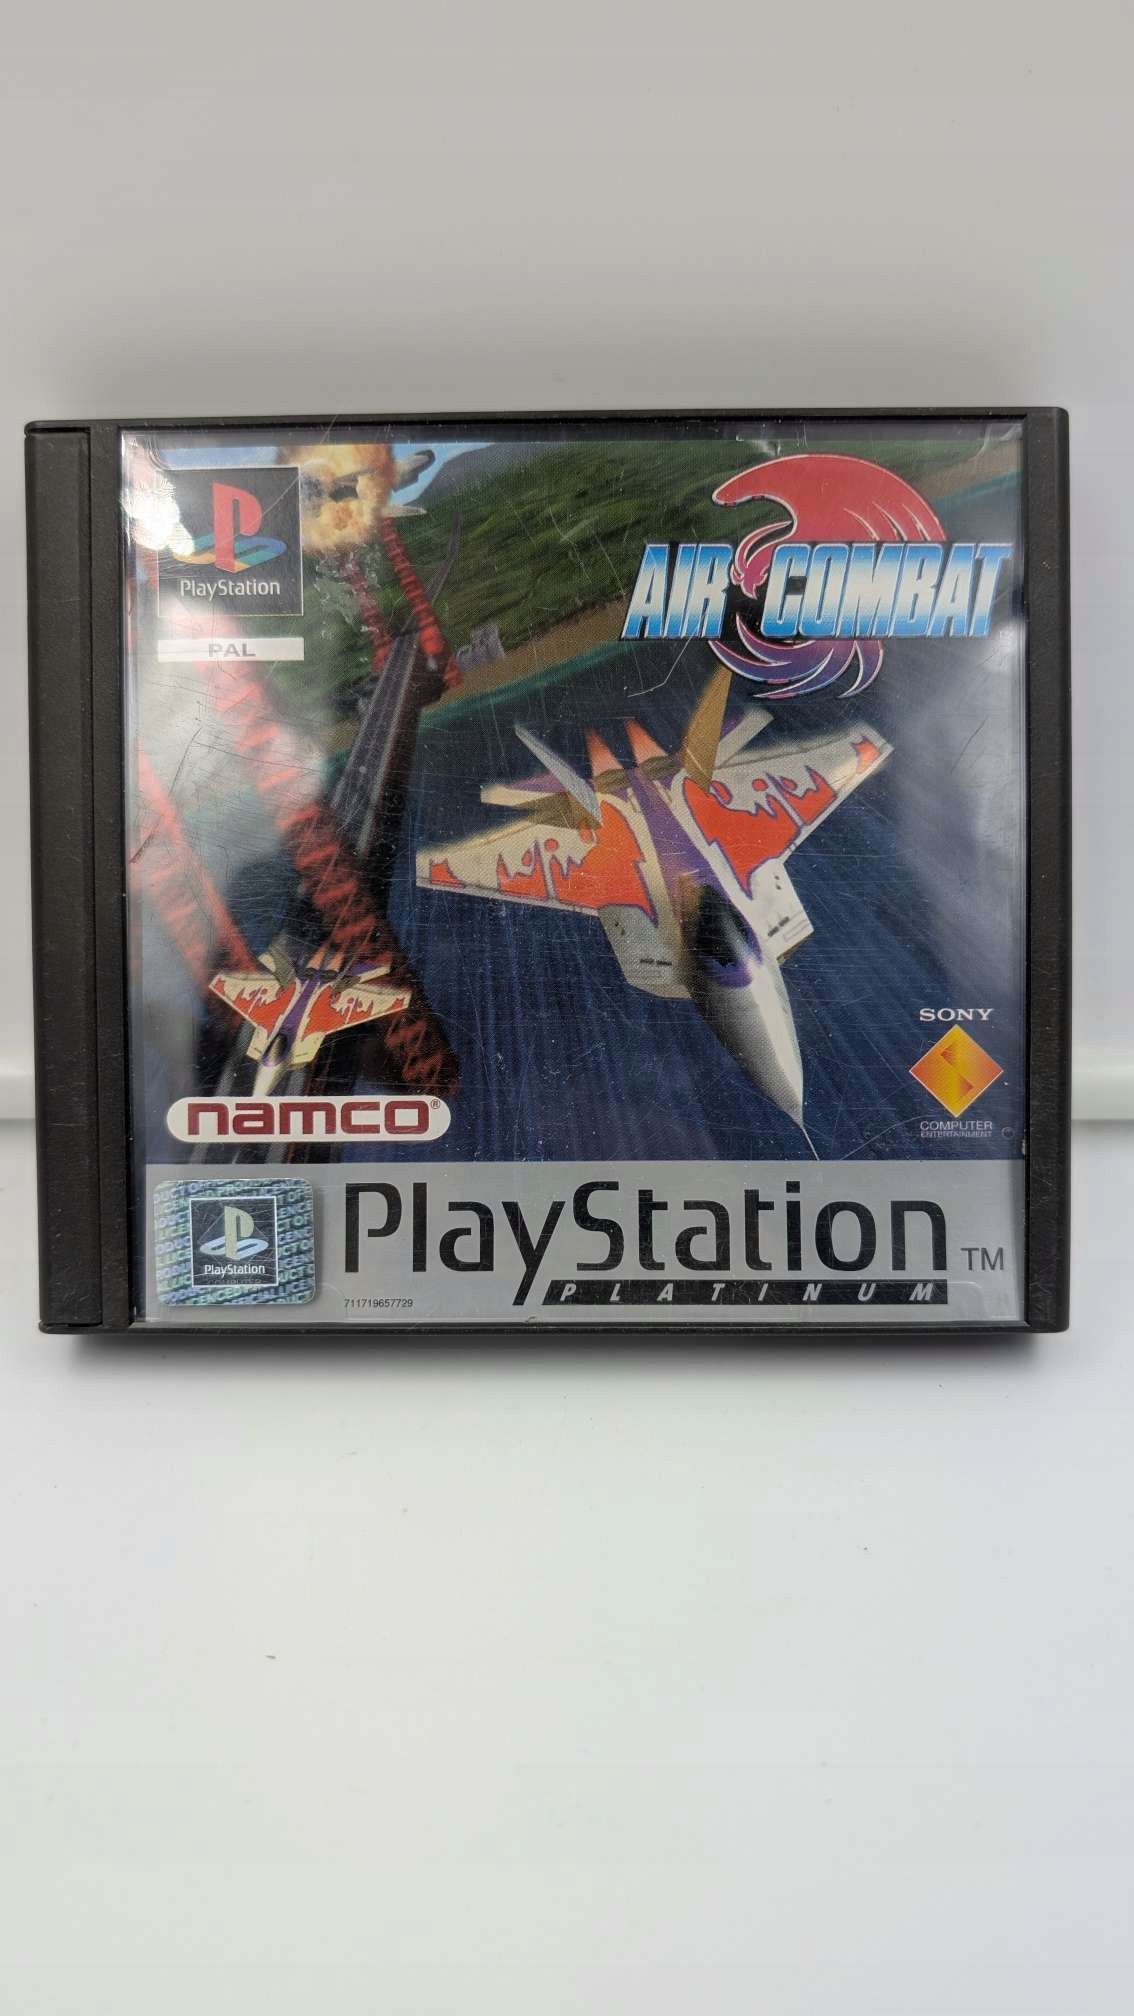 PlayStation
PAL
AIR COMBAT
SONY
COMPUTER
ENTERTAINMENT
namco®
PlayStation
PlayStation TM
PLATINUM
711719657729